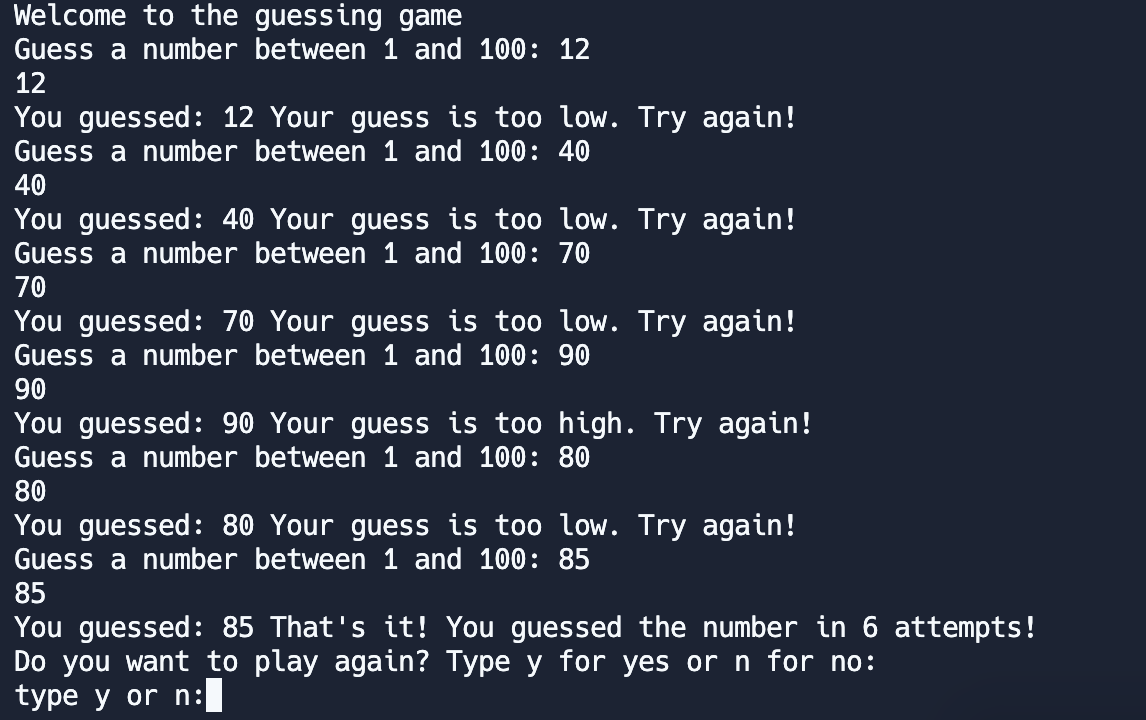 Welcome to the guessing game
Guess a number between 1 and 100: 12
12
You guessed: 12 Your guess is too low. Try again!
Guess a number between 1 and 100: 40
40
You guessed: 40 Your guess is too low. Try again!
Guess a number between 1 and 100: 70
70
You guessed: 70 Your guess is too low. Try again!
Guess a number between 1 and 100: 90
90
You guessed: 90 Your guess is too high. Try again!
Guess a number between 1 and 100: 80
80
You guessed: 80 Your guess is too low. Try again!
Guess a number between 1 and 100: 85
85
You guessed: 85 That's it! You guessed the number in 6 attempts!
Do you want to play again? Type y for yes or n for no:
type y or n: